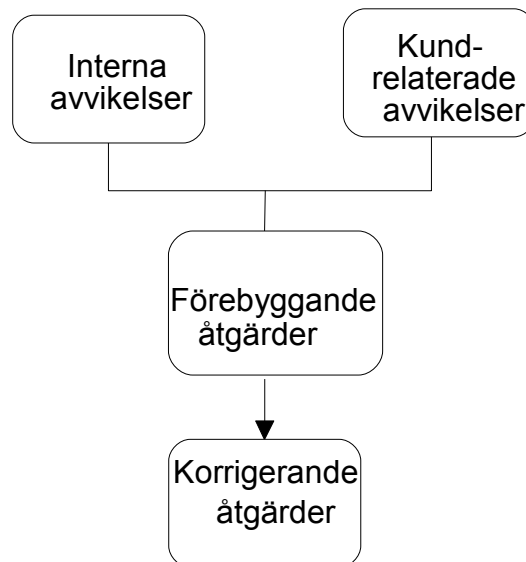 Interna
avvikelser
Kund-
relaterade
avvikelser
Förebyggande
åtgärder
Korrigerande
åtgärder